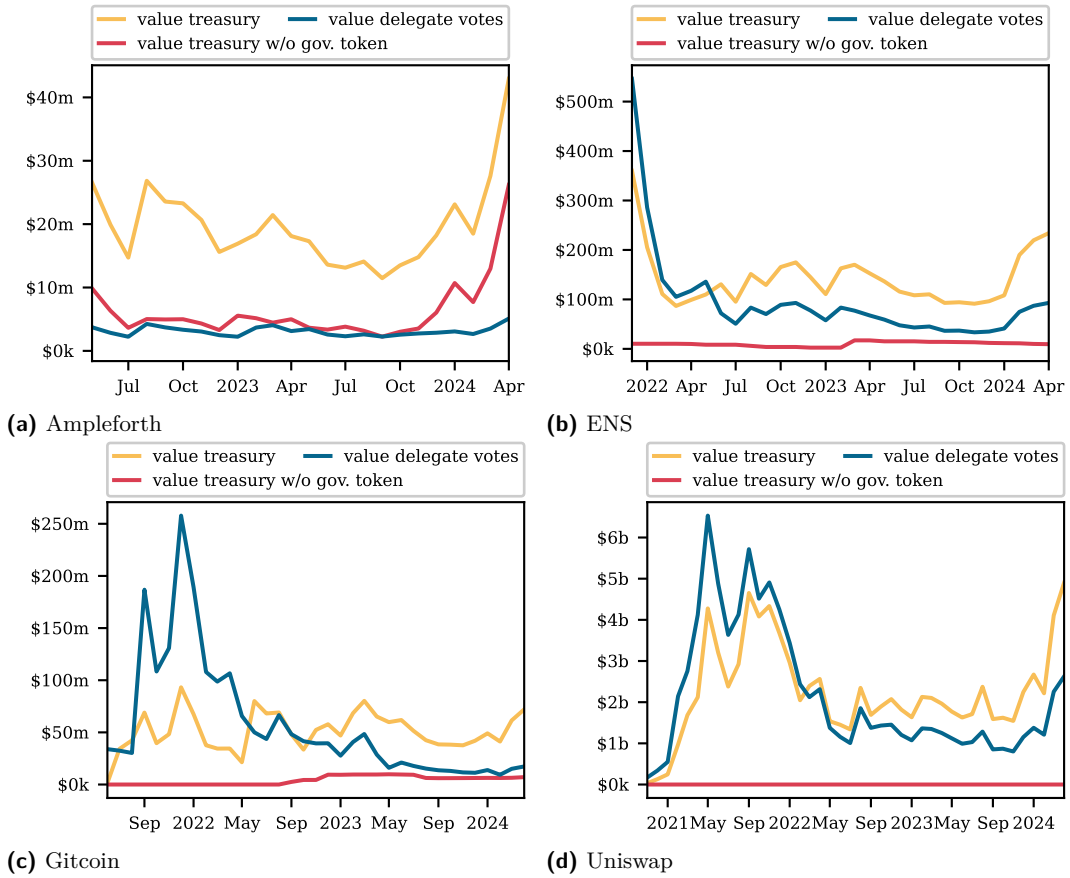 value treasury value delegate votes
value treasury w/o gov. token
$40m
$30m
$20m
$10m
$0k
Jul Oct 2023 Apr Jul Oct 2024 Apr
(a) Ampleforth
value treasury value delegate votes
value treasury w/o gov. token
$500m
$400m
$300m
$200m
$100m
$0k
2022 Apr Jul Oct 2023 Apr Jul Oct 2024 Apr
(b) ENS
value treasury value delegate votes
value treasury w/o gov. token
$250m
$200m
$150m
$100m
$50m
$0k
Sep 2022 May Sep 2023 May Sep 2024
(c) Gitcoin
value treasury value delegate votes
value treasury w/o gov. token
$6b
$5b
$4b
$3b
$2b
$1b
$0k
2021 May Sep 2022 May Sep 2023 May Sep 2024
(d) Uniswap